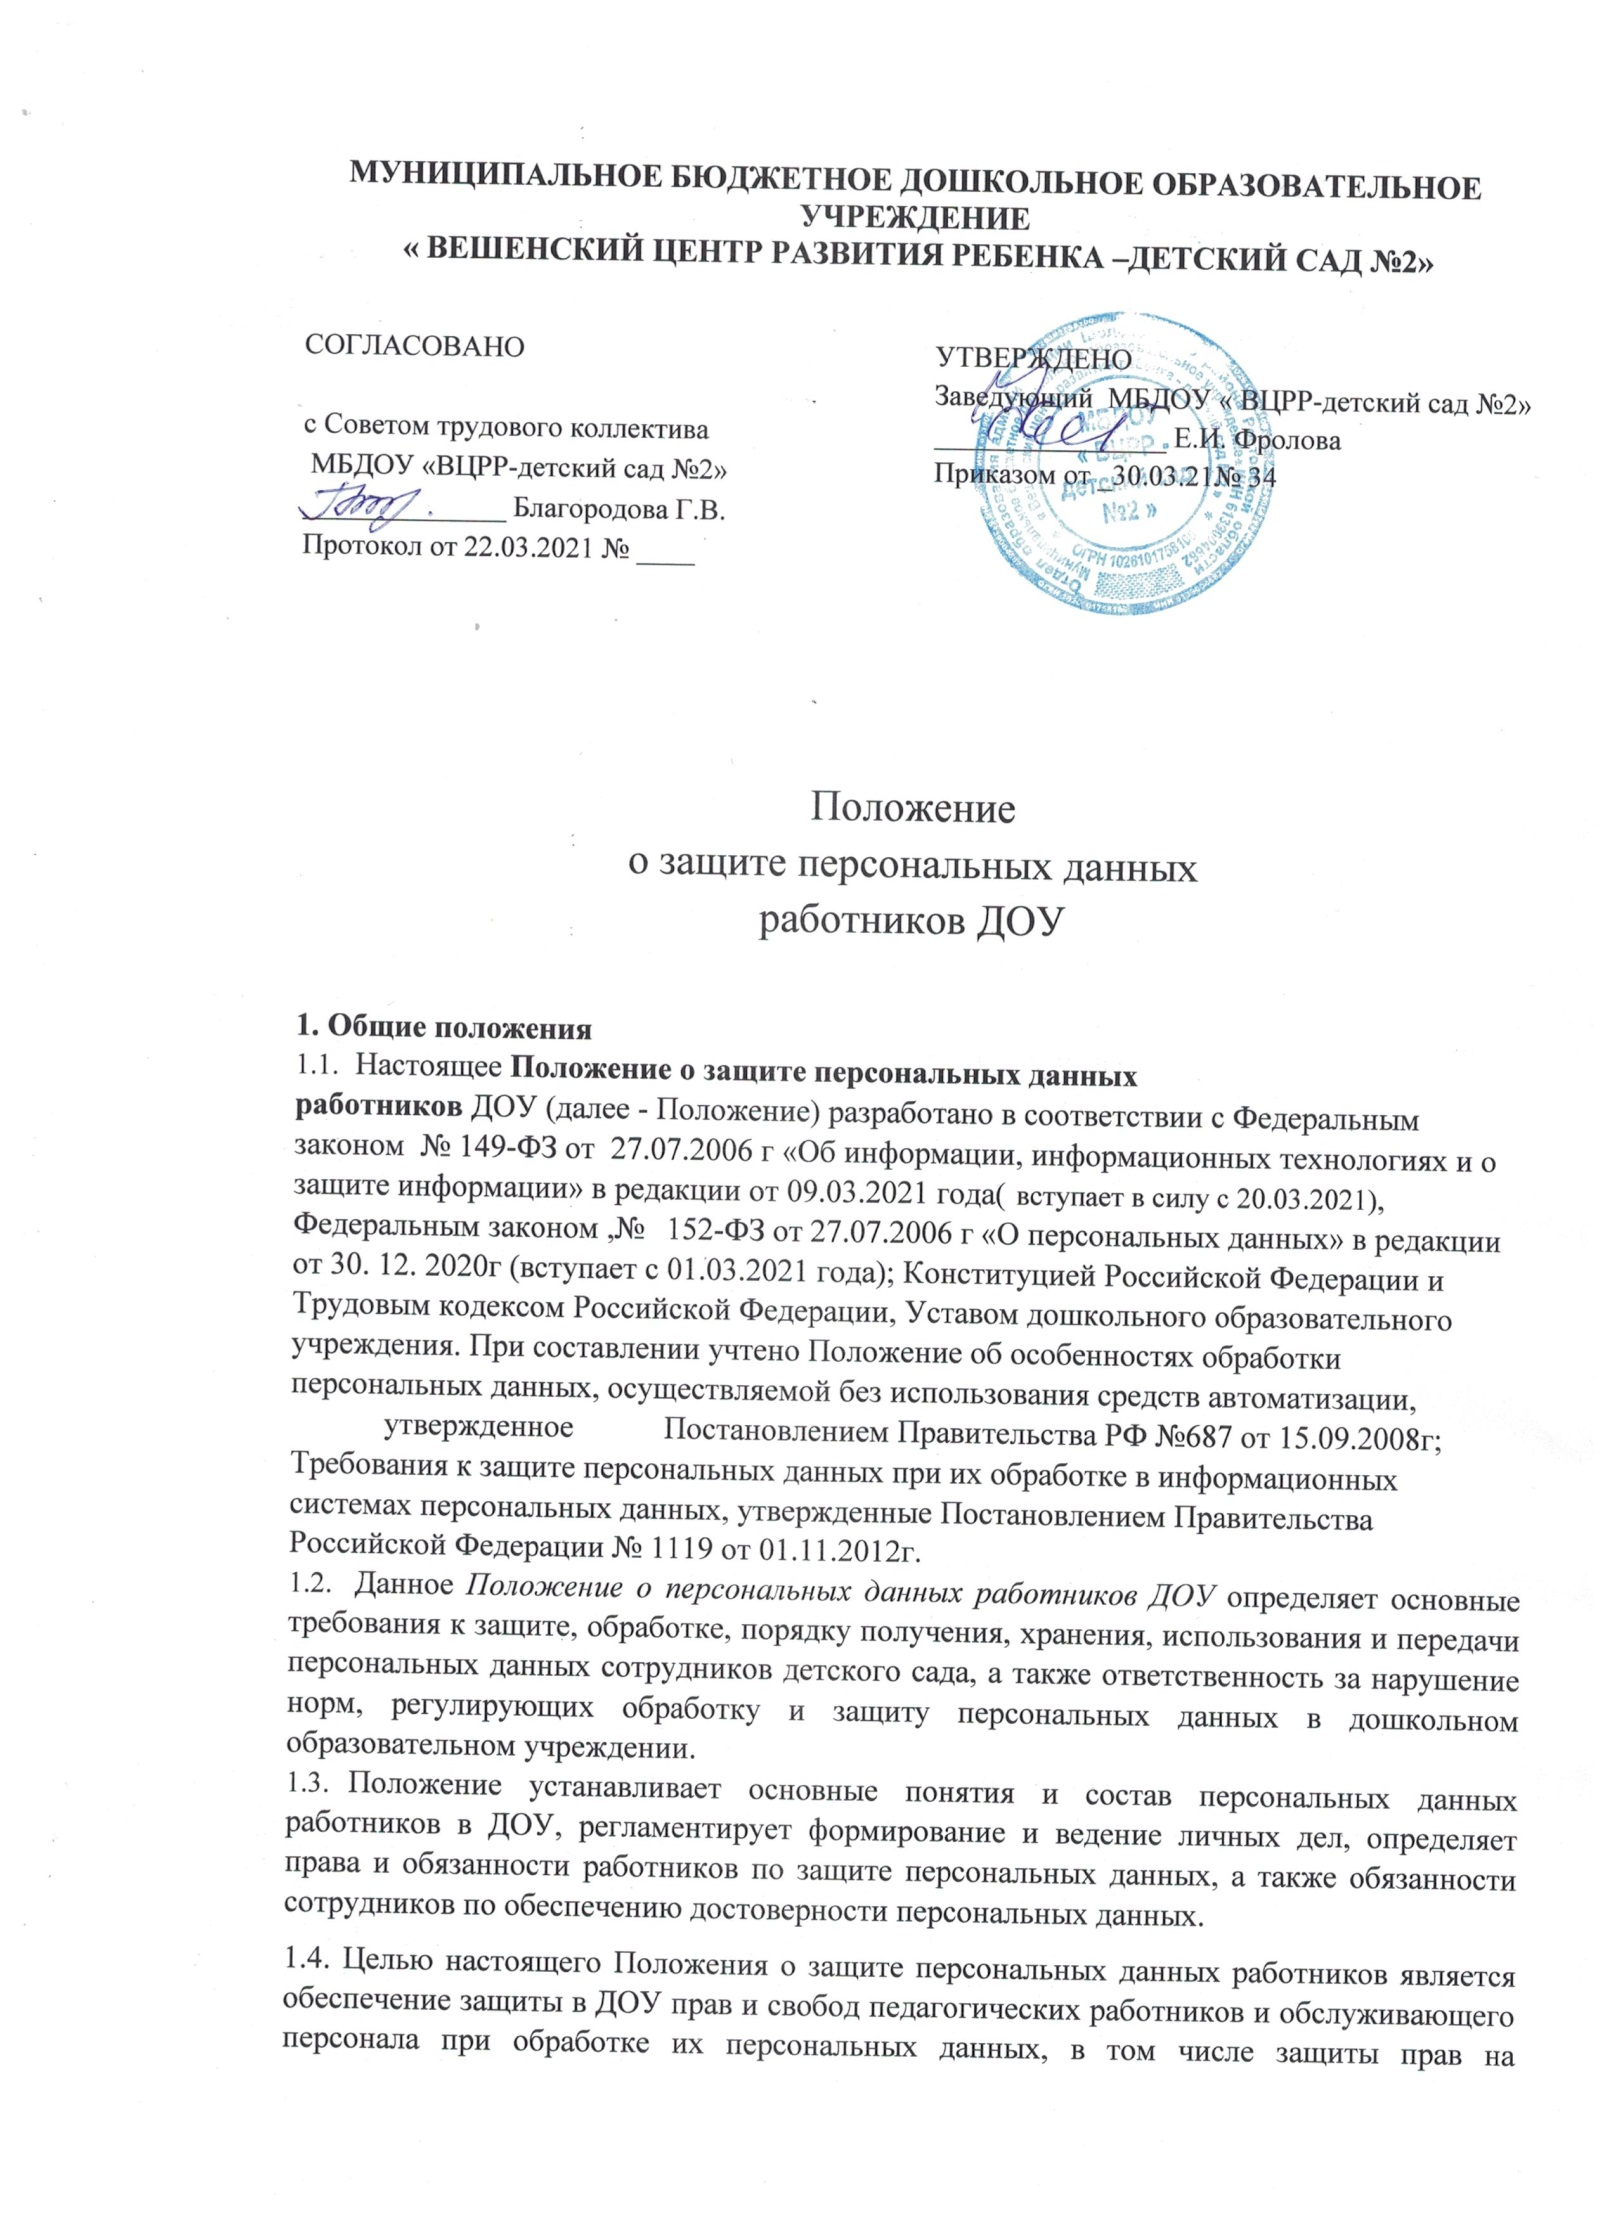 МУНИЦИПАЛЬНОЕ БЮДЖЕТНОЕ ДОШКОЛЬНОЕ ОБРАЗОВАТЕЛЬНОЕ
УЧРЕЖДЕНИЕ
« ВЕШЕНСКИЙ ЦЕНТР РАЗВИТИЯ РЕБЕНКА –ДЕТСКИЙ САД №2»
СОГЛАСОВАНО
с Советом трудового коллектива
МБДОУ «ВЦРР-детский сад №2»
______________ Благородова Г.В.
Протокол от 22.03.2021 № ____
УТВЕРЖДЕНО
Заведующий МБДОУ « ВЦРР-детский сад №2»
________________ Е.И. Фролова
Приказом от _30.03.21№ 34
МБДОУ
« ВЦРР -
детский сад
№2 »
Положение
о защите персональных данных
работников ДОУ
1. Общие положения
1.1. Настоящее Положение о защите персональных данных
работников ДОУ (далее - Положение) разработано в соответствии с Федеральным
законом № 149-ФЗ от 27.07.2006 г «Об информации, информационных технологиях и о
защите информации» в редакции от 09.03.2021 года( вступает в силу с 20.03.2021),
Федеральным законом ,№ 152-ФЗ от 27.07.2006 г «О персональных данных» в редакции
от 30. 12. 2020г (вступает с 01.03.2021 года); Конституцией Российской Федерации и
Трудовым кодексом Российской Федерации, Уставом дошкольного образовательного
учреждения. При составлении учтено Положение об особенностях обработки
персональных данных, осуществляемой без использования средств автоматизации,
утвержденное Постановлением Правительства РФ №687 от 15.09.2008г;
Требования к защите персональных данных при их обработке в информационных
системах персональных данных, утвержденные Постановлением Правительства
Российской Федерации № 1119 от 01.11.2012г.
1.2. Данное Положение о персональных данных работников ДОУ определяет основные
требования к защите, обработке, порядку получения, хранения, использования и передачи
персональных данных сотрудников детского сада, а также ответственность за нарушение
норм, регулирующих обработку и защиту персональных данных в дошкольном
образовательном учреждении.
1.3. Положение устанавливает основные понятия и состав персональных данных
работников в ДОУ, регламентирует формирование и ведение личных дел, определяет
права и обязанности работников по защите персональных данных, а также обязанности
сотрудников по обеспечению достоверности персональных данных.
1.4. Целью настоящего Положения о защите персональных данных работников является
обеспечение защиты в ДОУ прав и свобод педагогических работников и обслуживающего
персонала при обработке их персональных данных, в том числе защиты прав на